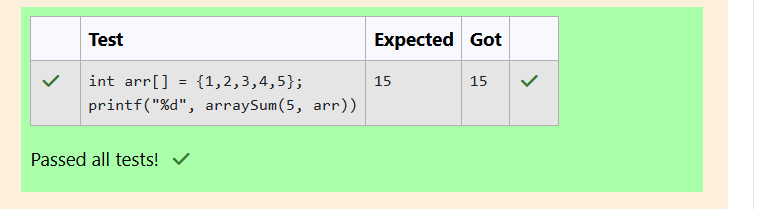 Test Expected Got
int arr[] = {1,2,3,4,5}; 15 15
printf("%d", arraySum(5, arr))
Passed all tests!